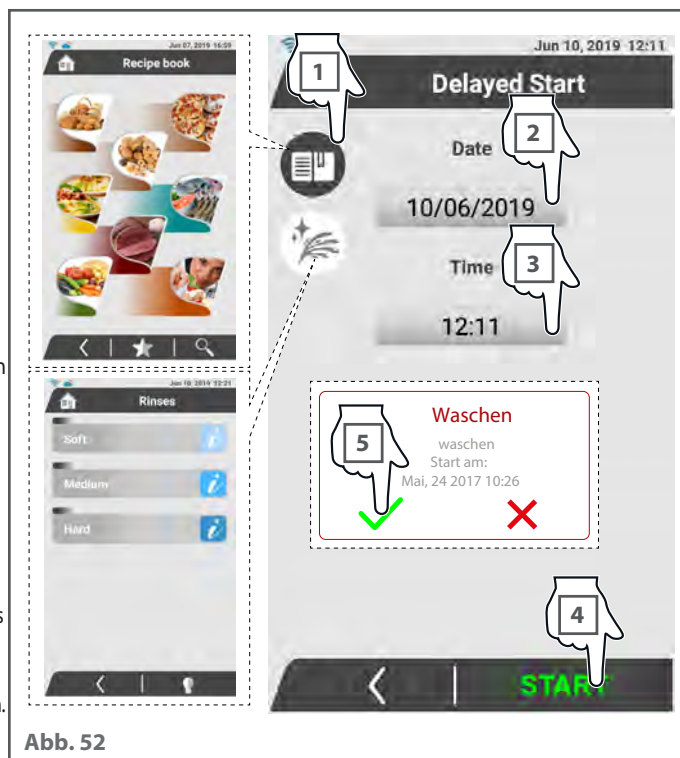 Jun 07, 2019 16:59
Recipe book
Jun 10, 2019 12:21
Rinses
Soft
i
Medium
i
Hard
i
Jun 10, 2019 12:11
Delayed Start
1
Date
2
10/06/2019
Time
3
12:11
Waschen
5
waschen
Start am:
Mai, 24 2017 10:26
4
START
n
s
.
Abb. 52